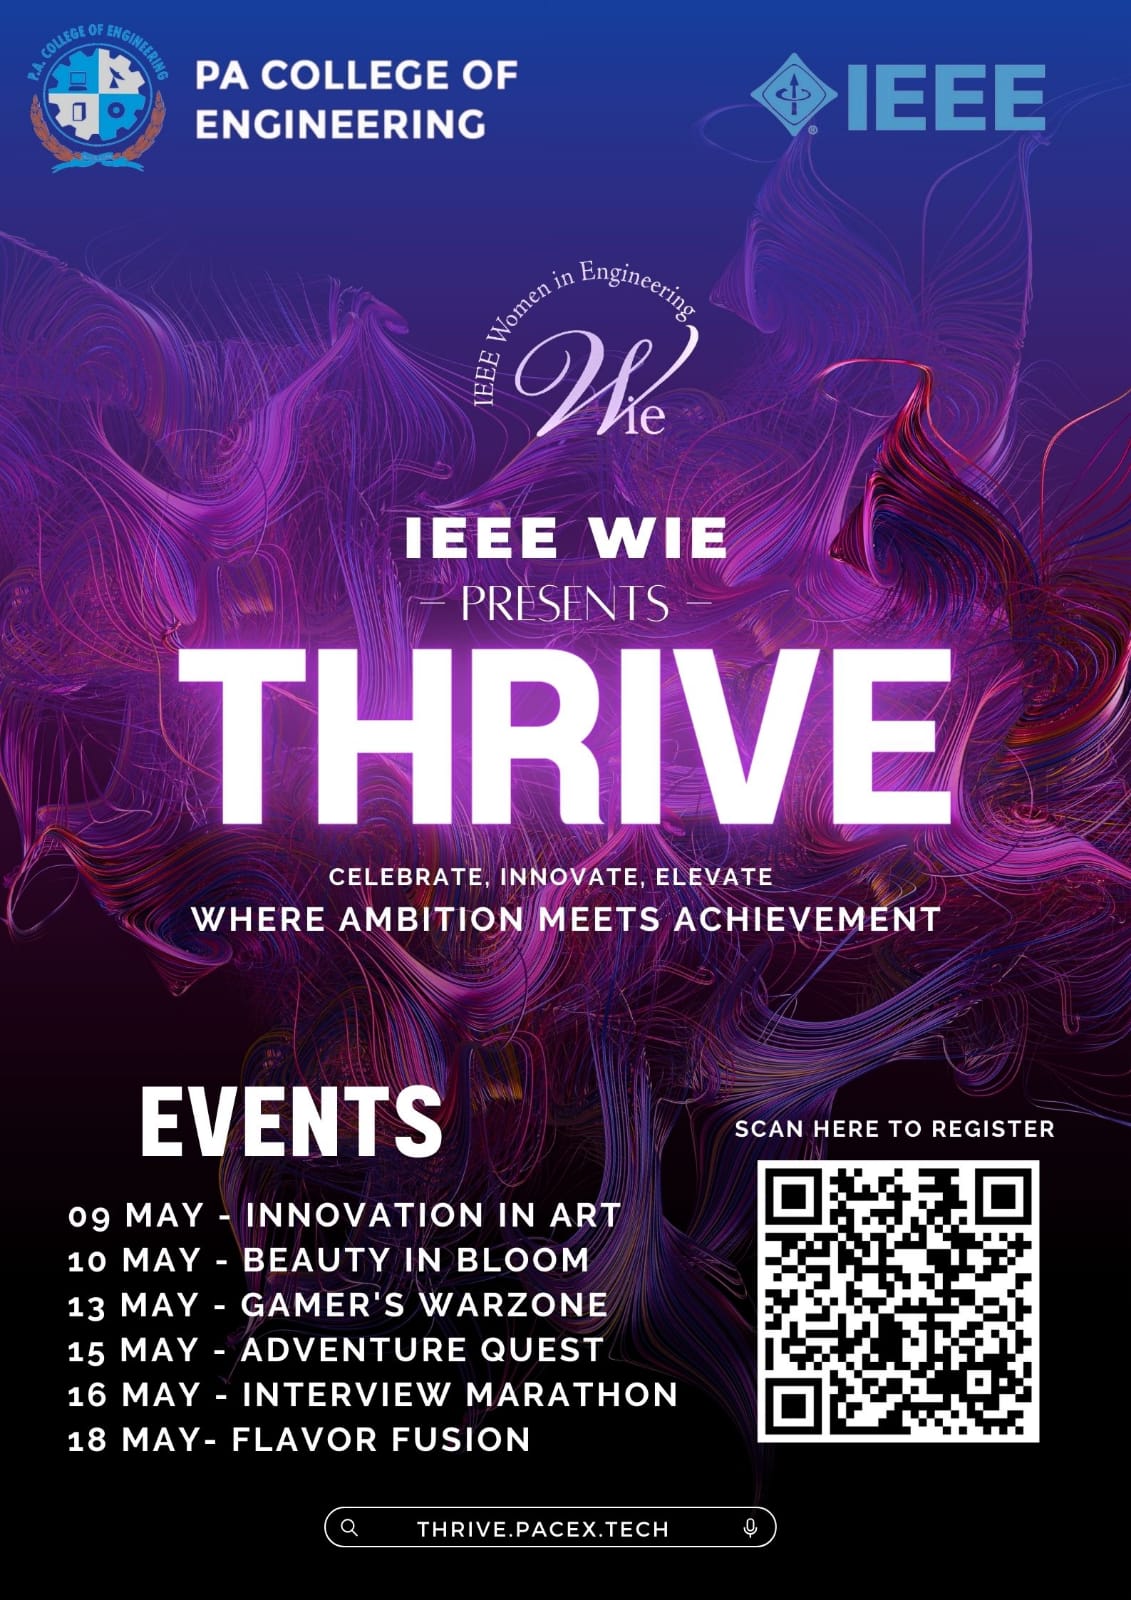 P.A. COLLEGE OF ENGINEERING
PA COLLEGE OF
ENGINEERING
IEEE
IEEE Women in Engineering
Wie
IEEE WIE
– PRESENTS –
THRIVE
CELEBRATE, INNOVATE, ELEVATE
WHERE AMBITION MEETS ACHIEVEMENT
EVENTS
09 MAY - INNOVATION IN ART
10 MAY - BEAUTY IN BLOOM
13 MAY - GAMER'S WARZONE
15 MAY - ADVENTURE QUEST
16 MAY - INTERVIEW MARATHON
18 MAY- FLAVOR FUSION
SCAN HERE TO REGISTER
THRIVE.PACEX.TECH